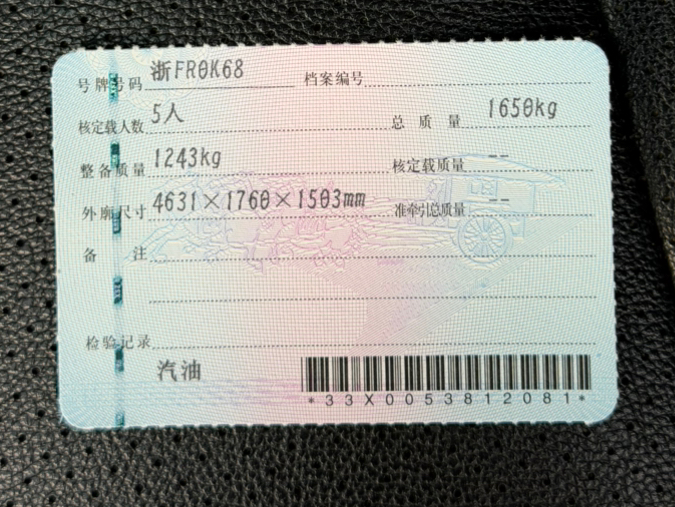 号牌号码 浙FR0K68 档案编号
核定载人数 5人 总质量 1650kg
整备质量 1243kg 核定载质量 --
外廓尺寸 4631×1760×1503mm 准牵引总质量 --
备注
检验记录
汽油
*33X0053812081*